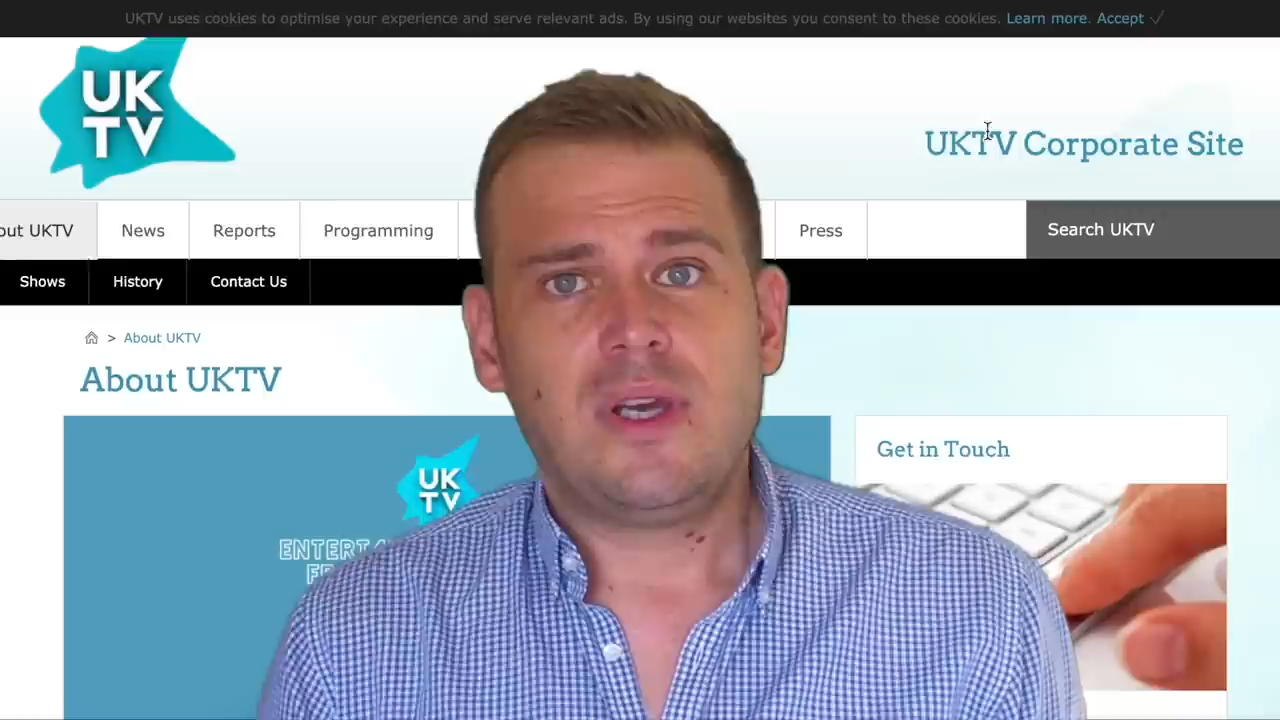 UKTV uses cookies to optimise your experience and serve relevant ads. By using our websites you consent to these cookies. Learn more. Accept
UK
TV
UKTV Corporate Site
out UKTV
News
Reports
Programming
Press
Search UKTV
Shows
History
Contact Us
> About UKTV
About UKTV
Get in Touch
UK
TV